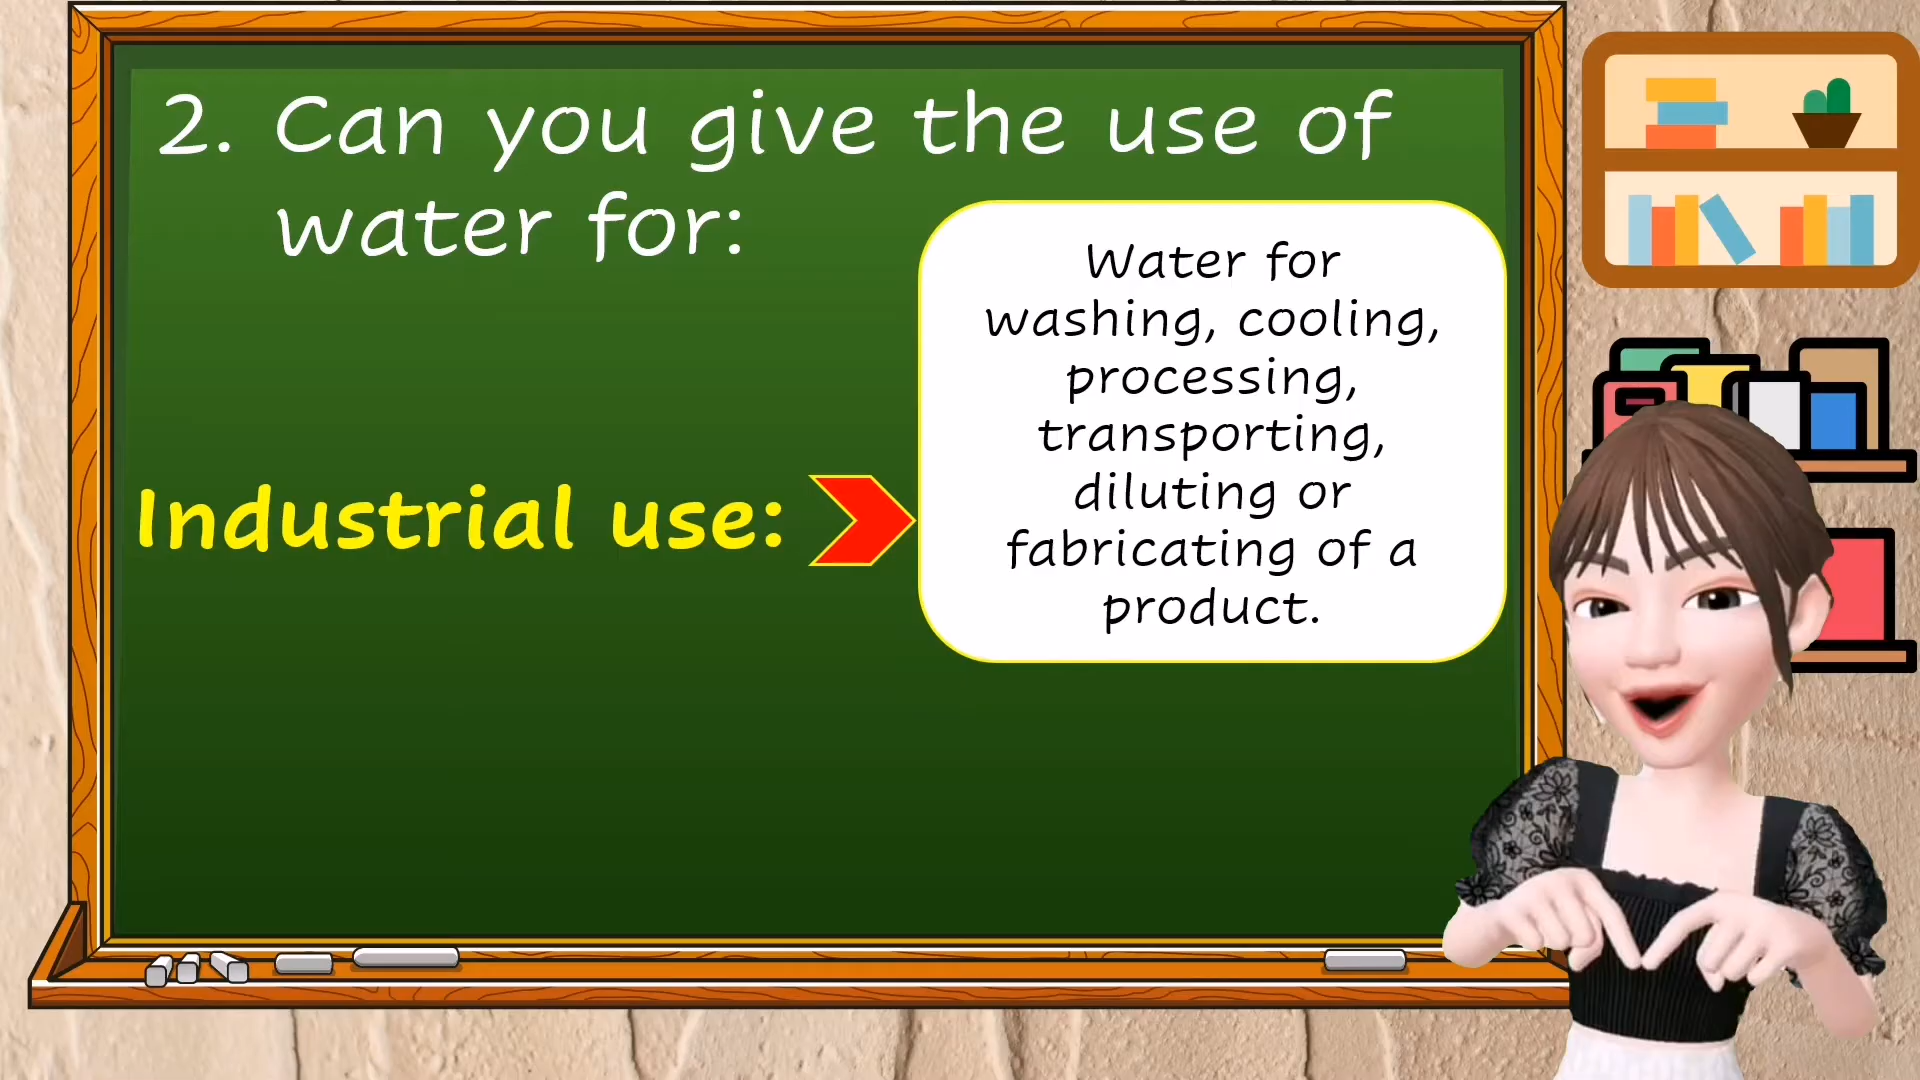 2. Can you give the use of
water for:
Industrial use:
Water for
washing, cooling,
processing,
transporting,
diluting or
fabricating of a
product.